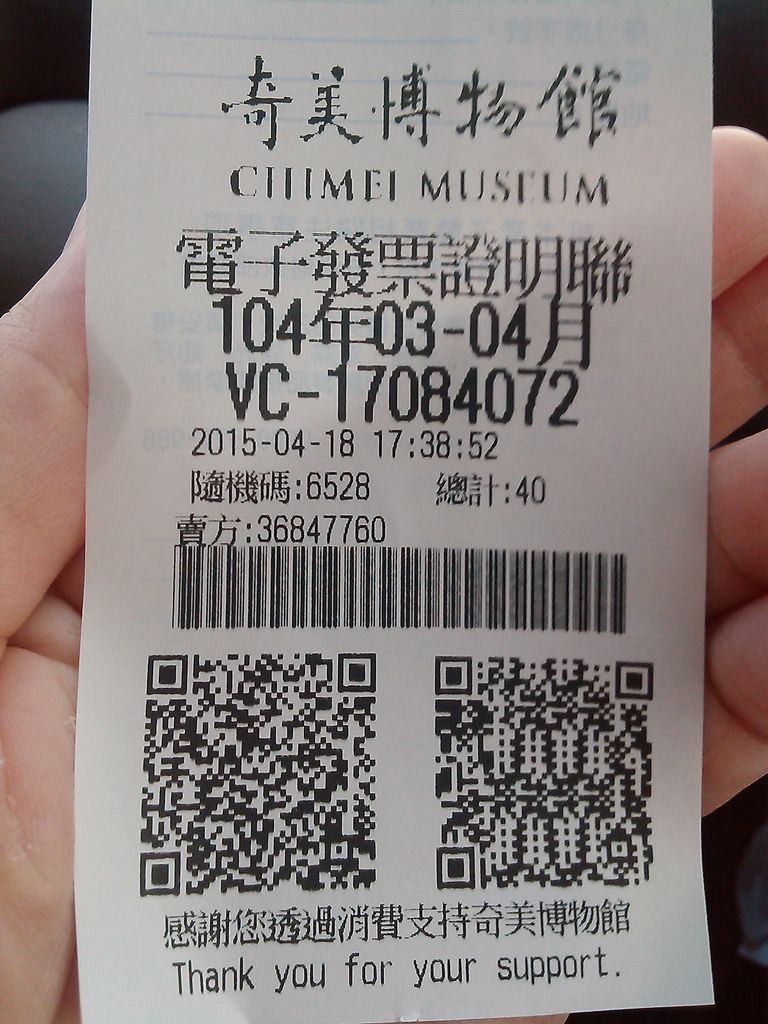 奇美博物館
CHIMEI MUSEUM
電子發票證明聯
104年03-04月
VC-17084072
2015-04-18 17:38:52
隨機碼:6528 總計:40
賣方:36847760
感謝您透過消費支持奇美博物館
Thank you for your support.